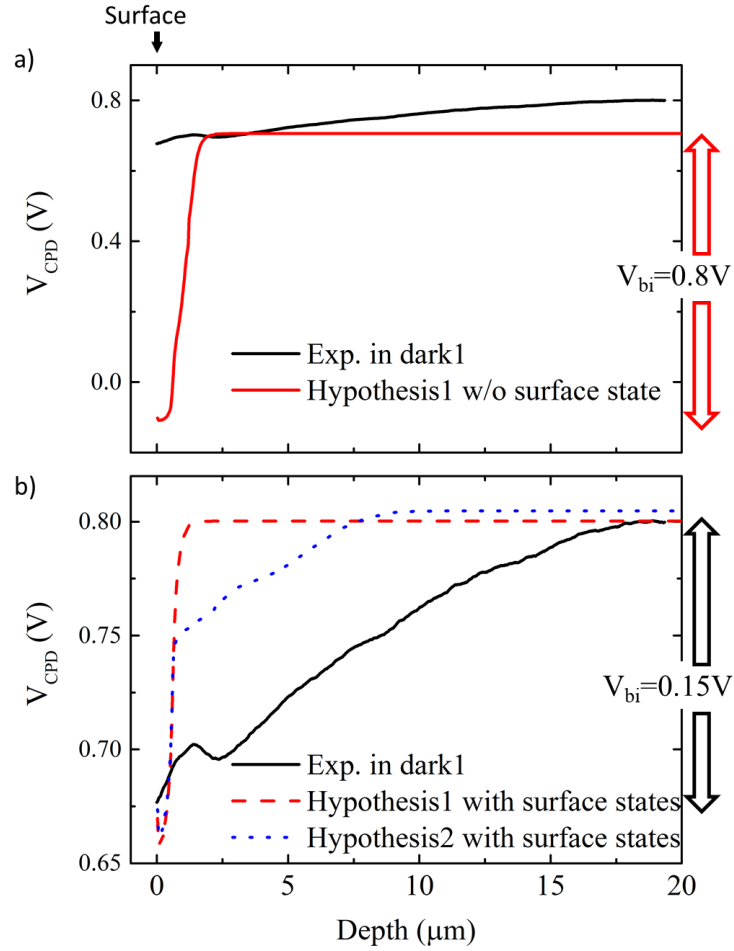 Surface
a)
0.8
0.4
0.0
V_CPD (V)
V_bi=0.8V
Exp. in dark1
Hypothesis1 w/o surface state
b)
0.80
0.75
0.70
0.65
V_CPD (V)
V_bi=0.15V
Exp. in dark1
Hypothesis1 with surface states
Hypothesis2 with surface states
0 5 10 15 20
Depth (μm)